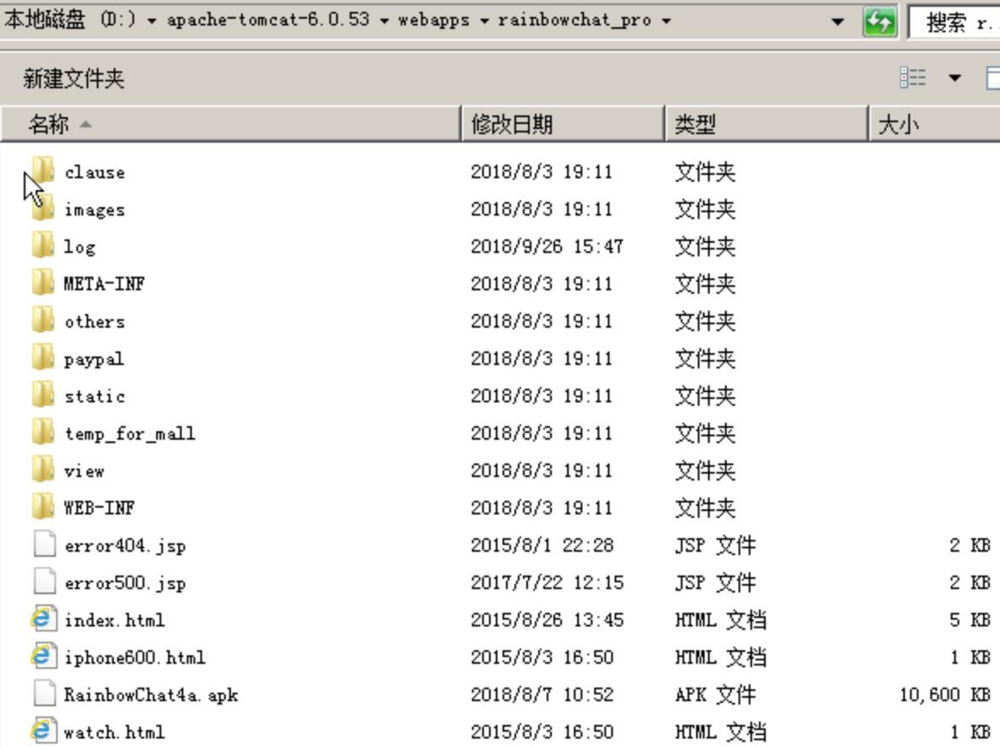 本地磁盘 (D:) apache-tomcat-6.0.53 webapps rainbowchat_pro 搜索 r.
新建文件夹
名称 修改日期 类型 大小
clause 2018/8/3 19:11 文件夹
images 2018/8/3 19:11 文件夹
log 2018/9/26 15:47 文件夹
META-INF 2018/8/3 19:11 文件夹
others 2018/8/3 19:11 文件夹
paypal 2018/8/3 19:11 文件夹
static 2018/8/3 19:11 文件夹
temp_for_mall 2018/8/3 19:11 文件夹
view 2018/8/3 19:11 文件夹
WEB-INF 2018/8/3 19:11 文件夹
error404.jsp 2015/8/1 22:28 JSP 文件 2 KB
error500.jsp 2017/7/22 12:15 JSP 文件 2 KB
index.html 2015/8/26 13:45 HTML 文档 5 KB
iphone600.html 2015/8/3 16:50 HTML 文档 1 KB
RainbowChat4a.apk 2018/8/7 10:52 APK 文件 10,600 KB
watch.html 2015/8/3 16:50 HTML 文档 1 KB